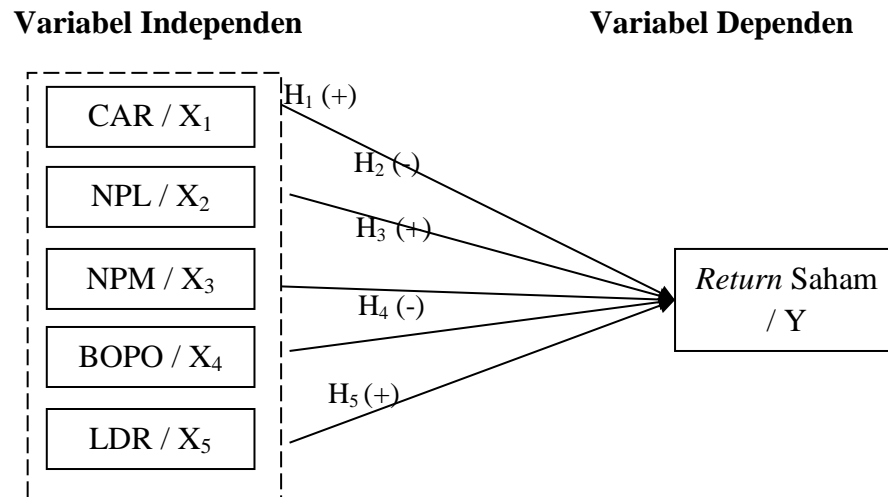 Variabel Independen
Variabel Dependen
H₁ (+)
CAR / X₁
H₂ (-)
NPL / X₂
H₃ (+)
NPM / X₃
Return Saham
/ Y
H₄ (-)
BOPO / X₄
H₅ (+)
LDR / X₅